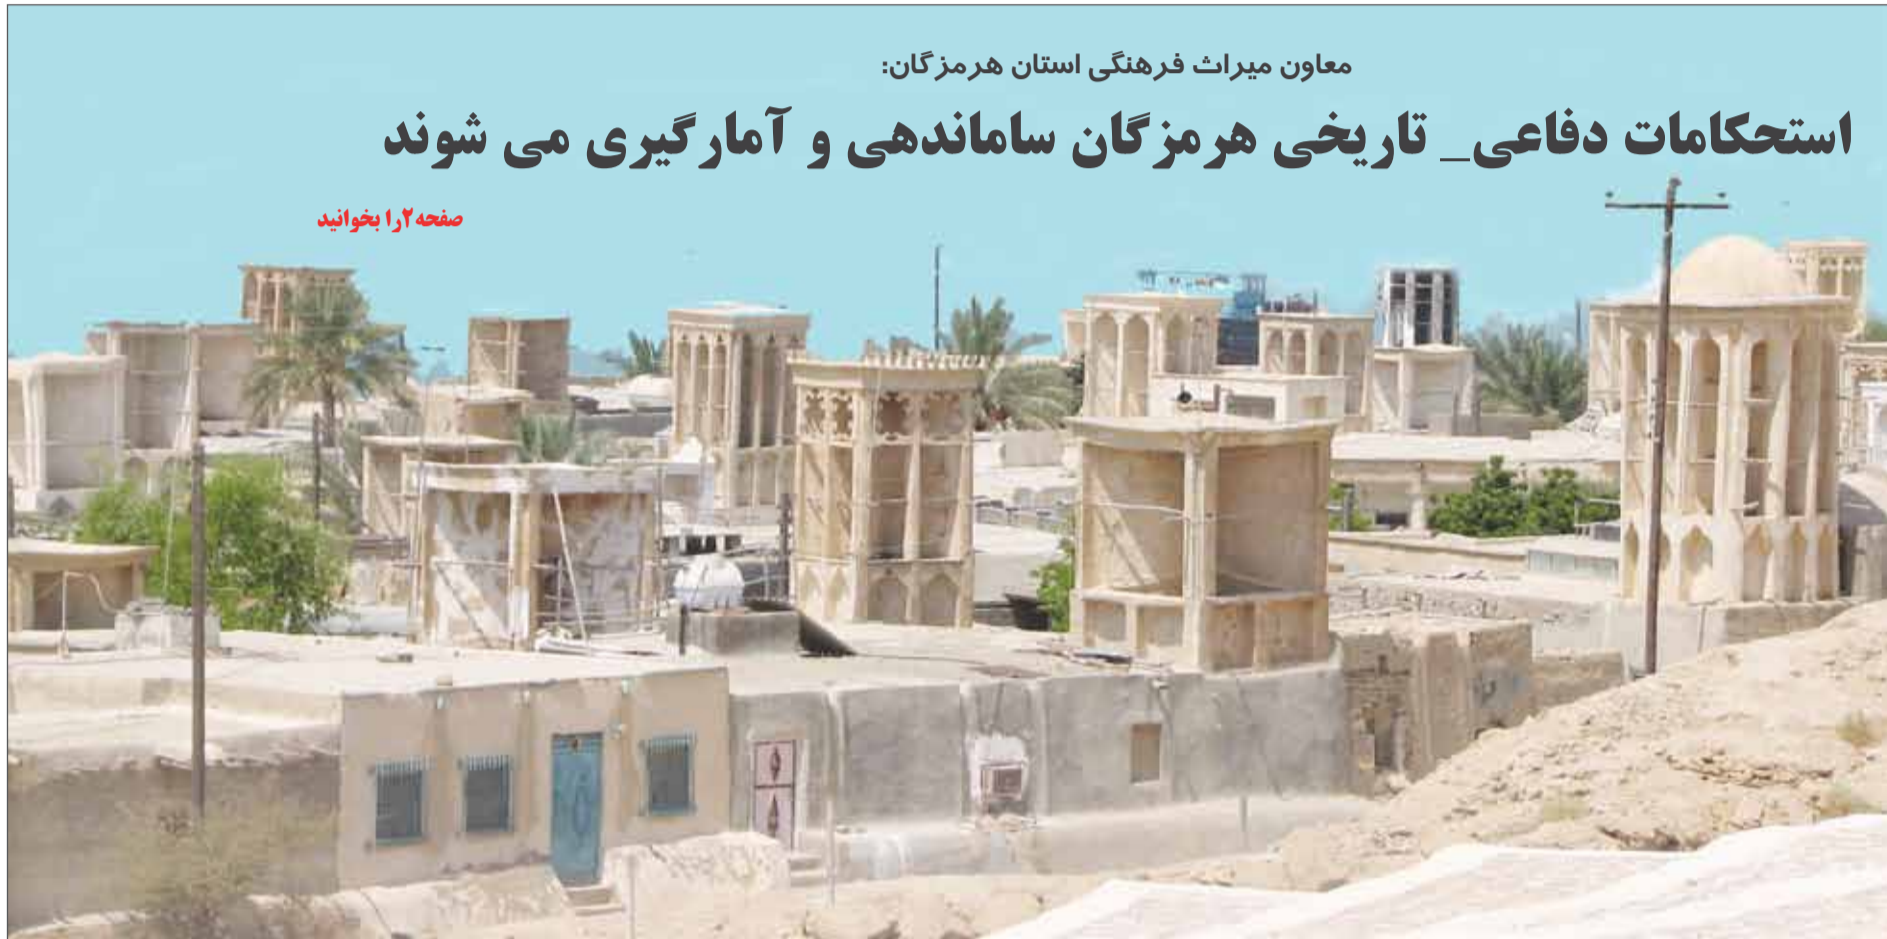 معاون میراث فرهنگی استان هرمزگان:
استحکامات دفاعی_ تاریخی هرمزگان ساماندهی و آمارگیری می شوند
صفحه۲را بخوانید